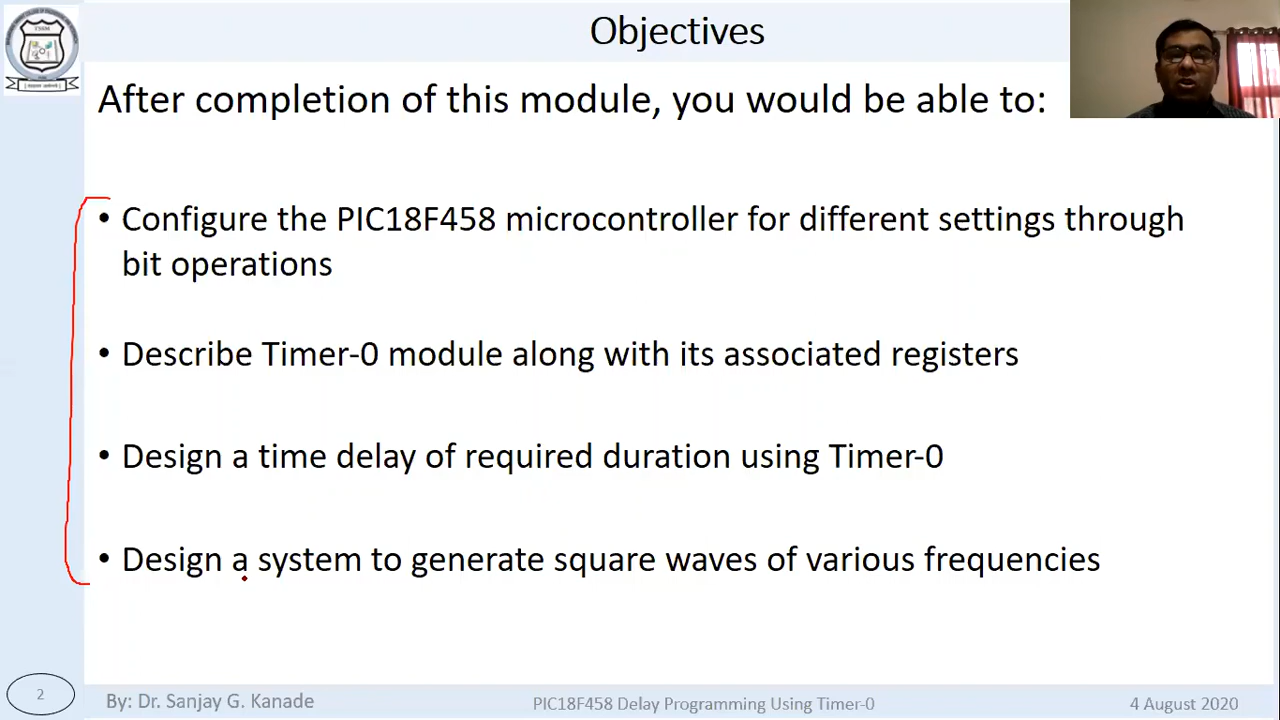 Objectives
After completion of this module, you would be able to:
• Configure the PIC18F458 microcontroller for different settings through
bit operations
• Describe Timer-0 module along with its associated registers
• Design a time delay of required duration using Timer-0
• Design a system to generate square waves of various frequencies
2
By: Dr. Sanjay G. Kanade
PIC18F458 Delay Programming Using Timer-0
4 August 2020